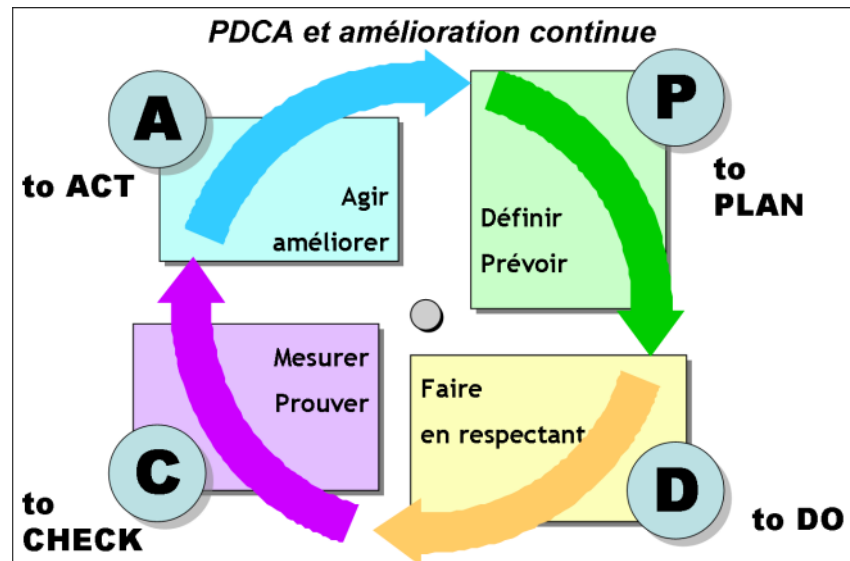 PDCA et amélioration continue
A
to ACT
Agir
améliorer
P
to
PLAN
Définir
Prévoir
Mesurer
Prouver
C
to
CHECK
Faire
en respectant
D
to DO